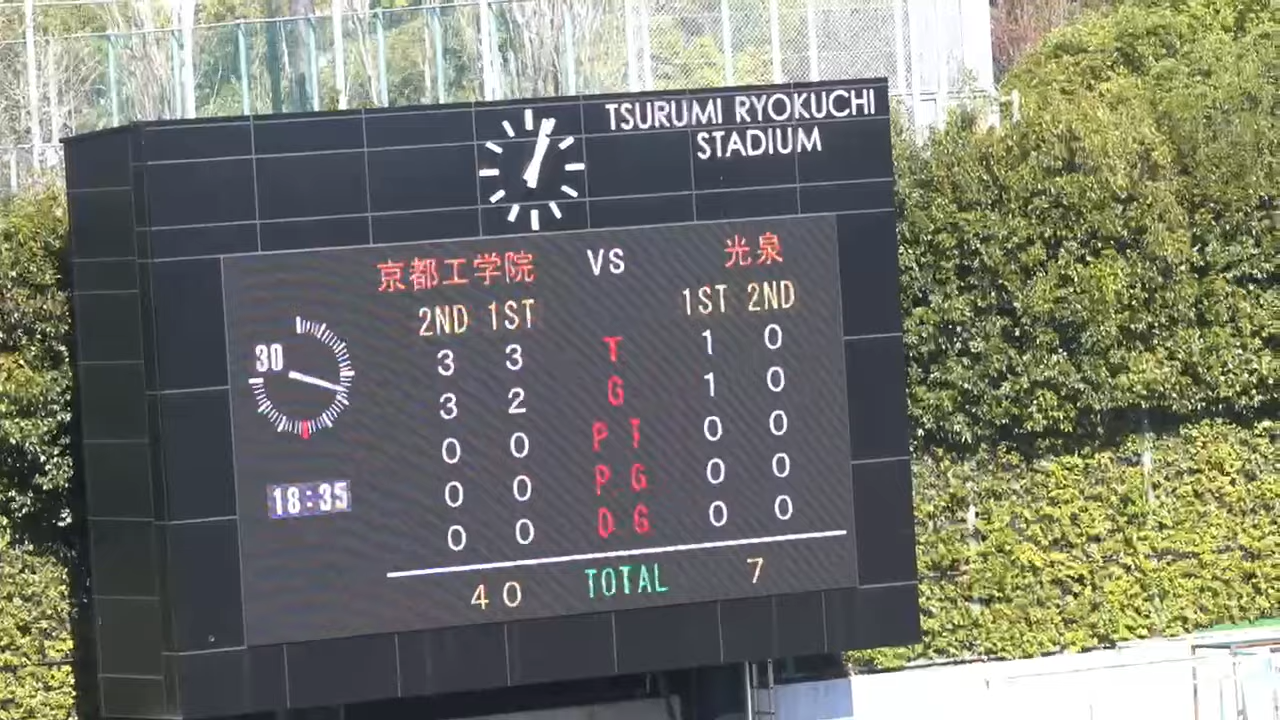 TSURUMI RYOKUCHI
STADIUM
京都工学院 VS 光泉
2ND 1ST 1ST 2ND
3 3 T 1 0
30
3 2 G 1 0
0 0 PT 0 0
0 0 PG 0 0
18:35
0 0 DG 0 0
40 TOTAL 7